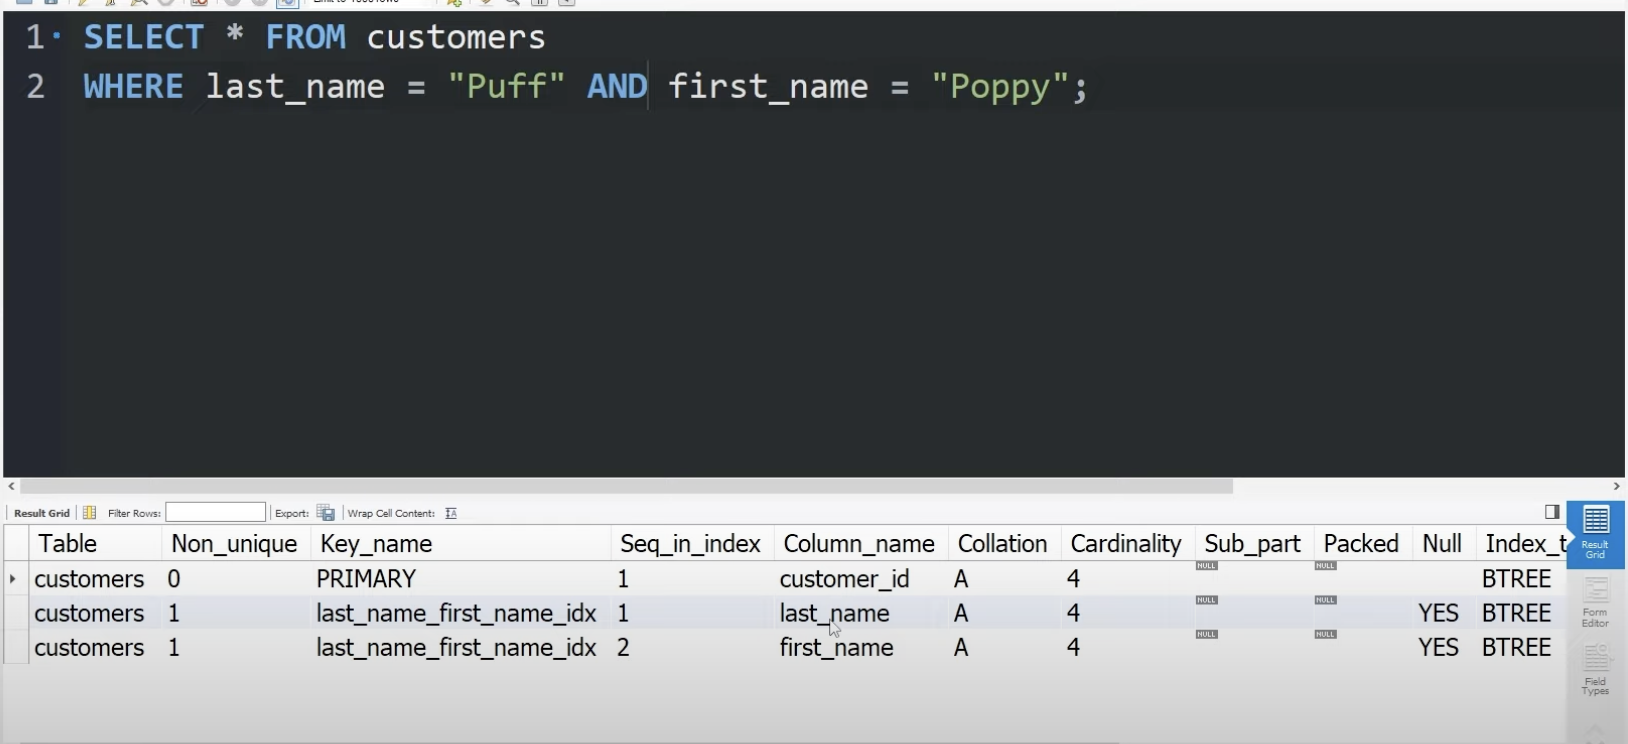 1 SELECT * FROM customers
2 WHERE last_name = "Puff" AND first_name = "Poppy";
Result Grid Filter Rows: Export: Wrap Cell Content: IA
Table Non_unique Key_name Seq_in_index Column_name Collation Cardinality Sub_part Packed Null Index_t
customers 0 PRIMARY 1 customer_id A 4 NULL NULL BTREE
customers 1 last_name_first_name_idx 1 last_name A 4 NULL NULL YES BTREE
customers 1 last_name_first_name_idx 2 first_name A 4 NULL NULL YES BTREE
Result
Grid
Form
Editor
Field
Types